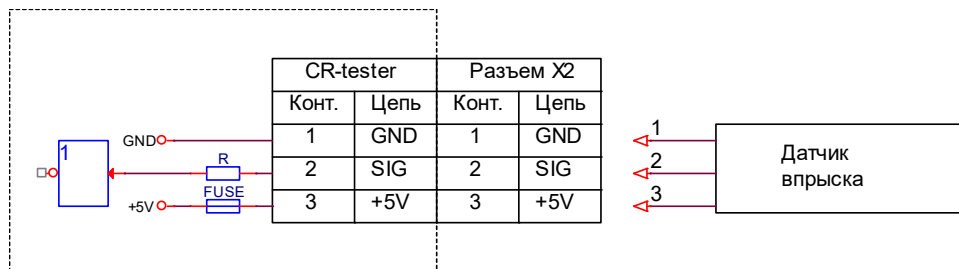 CR-tester Разъем X2
Конт. Цепь Конт. Цепь
GND 1 GND 1 GND 1
1 R 2 SIG 2 SIG 2 Датчик
впрыска
+5V FUSE 3 +5V 3 +5V 3